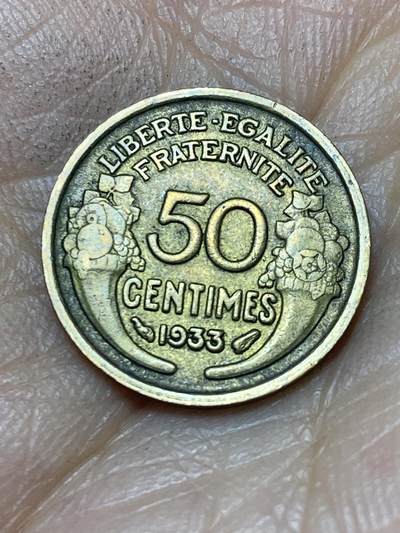 LIBERTE-EGALITE
FRATERNITE
50
CENTIMES
1933